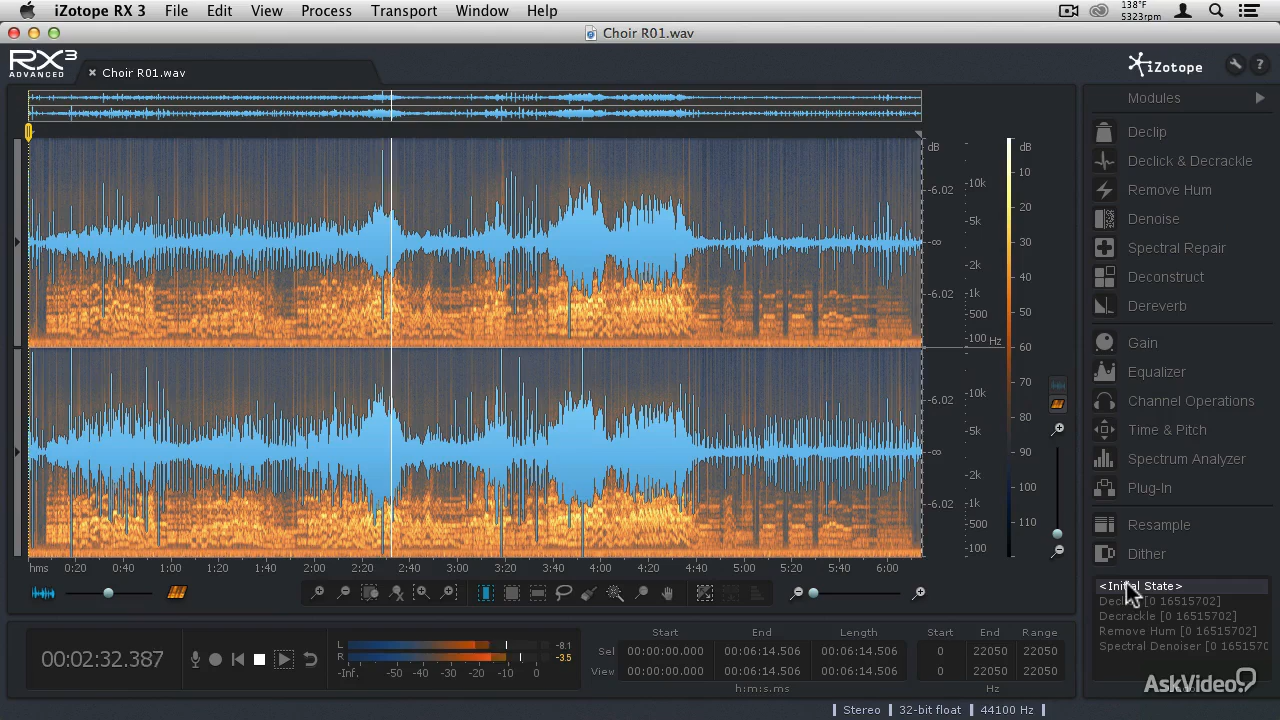 iZotope RX 3 File Edit View Process Transport Window Help 138°F 5323rpm
Choir R01.wav
RX3 ADVANCED
× Choir R01.wav
iZotope ?
Modules
Declip
Declick & Decrackle
Remove Hum
Denoise
Spectral Repair
Deconstruct
Dereverb
Gain
Equalizer
Channel Operations
Time & Pitch
Spectrum Analyzer
Plug-In
Resample
Dither
<Initial State>
[0 16515702]
Decrackle [0 16515702]
Remove Hum [0 16515702]
Spectral Denoiser [0 165157
dB
-6.02
-∞
-6.02
-6.02
-∞
-6.02
-10k
-5k
-2k
-1k
-500
-100 Hz
-10k
-5k
-2k
-1k
-500
-100
dB
10
20
30
40
50
60
70
80
90
100
110
hms 0:20 0:40 1:00 1:20 1:40 2:00 2:20 2:40 3:00 3:20 3:40 4:00 4:20 4:40 5:00 5:20 5:40 6:00
00:02:32.387
L -8.1
R -3.5
-Inf. -50 -40 -30 -20 -10 0
Start End Length Start End Range
Sel 00:00:00.000 00:06:14.506 00:06:14.506 0 22050 22050
View 00:00:00.000 00:06:14.506 00:06:14.506 0 22050 22050
h:m:s.ms Hz
Stereo 32-bit float 44100 Hz
AskVideo